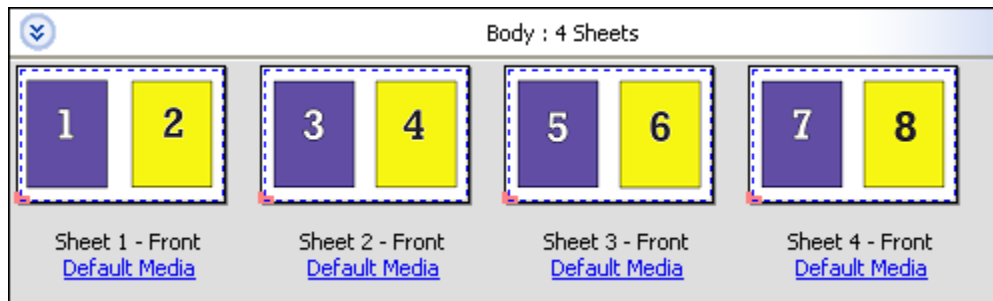 Body : 4 Sheets
1 2 3 4 5 6 7 8
Sheet 1 - Front Sheet 2 - Front Sheet 3 - Front Sheet 4 - Front
Default Media Default Media Default Media Default Media